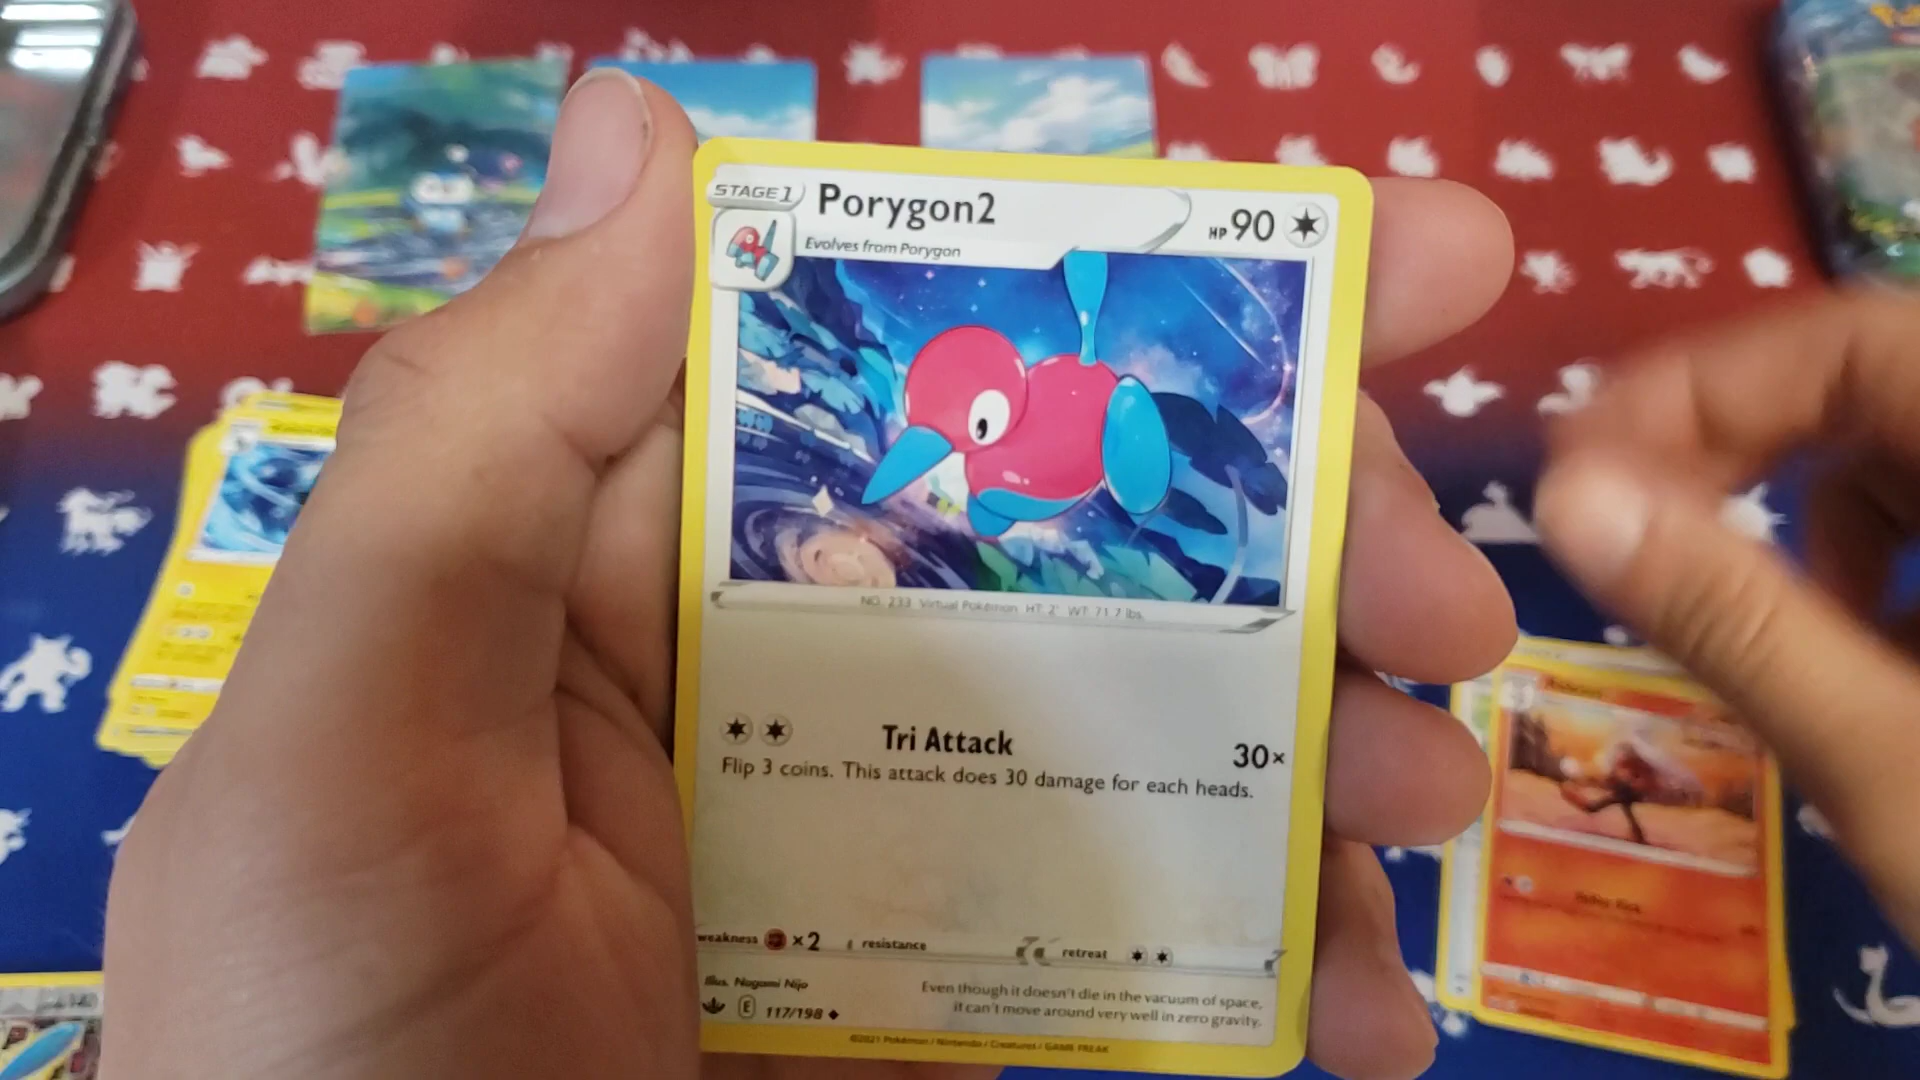 STAGE 1
Porygon2
HP 90
Evolves from Porygon
NO. 233 Virtual Pokémon HT: 2' WT: 71.7 lbs.
Tri Attack 30×
Flip 3 coins. This attack does 30 damage for each heads.
weakness ×2 resistance retreat
Illus. Nagomi Nijo
E 117/198
Even though it doesn't die in the vacuum of space,
it can't move around very well in zero gravity.
©2021 Pokémon / Nintendo / Creatures / GAME FREAK